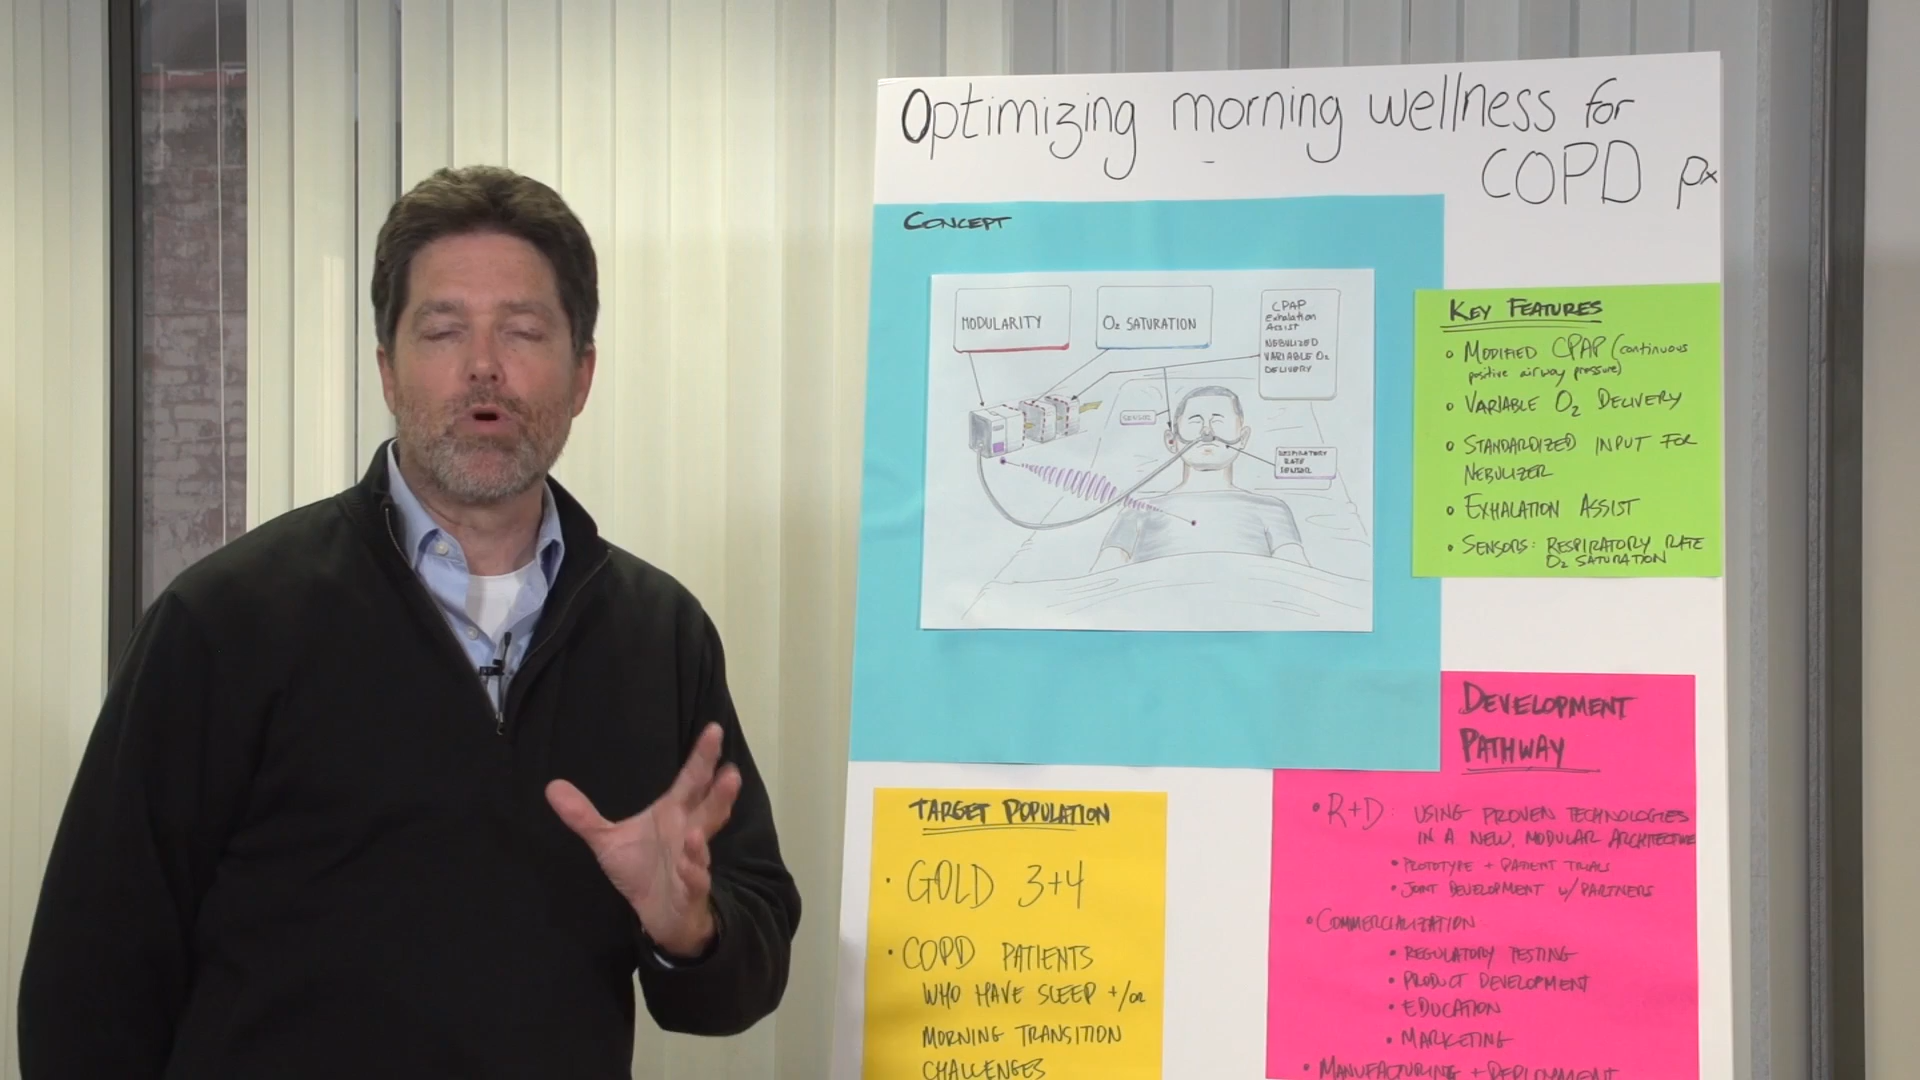 Optimizing morning wellness for
COPD px
CONCEPT
MODULARITY
O2 SATURATION
CPAP
Exhalation
Assist
NEBULIZED
VARIABLE O2
DELIVERY
SENSOR
RESPIRATORY
RATE
SENSOR
KEY FEATURES
• MODIFIED CPAP (continuous
positive airway pressure)
• VARIABLE O2 DELIVERY
• STANDARDIZED INPUT FOR
NEBULIZER
• EXHALATION ASSIST
• SENSORS: RESPIRATORY RATE
O2 SATURATION
TARGET POPULATION
• GOLD 3+4
• COPD PATIENTS
WHO HAVE SLEEP +/OR
MORNING TRANSITION
CHALLENGES
DEVELOPMENT
PATHWAY
• R+D: USING PROVEN TECHNOLOGIES
IN A NEW, MODULAR ARCHITECTURE
• PROTOTYPE + PATIENT TRIALS
• JOINT DEVELOPMENT w/PARTNERS
• COMMERCIALIZATION
• REGULATORY TESTING
• PRODUCT DEVELOPMENT
• EDUCATION
• MARKETING
• MANUFACTURING + DEPLOYMENT